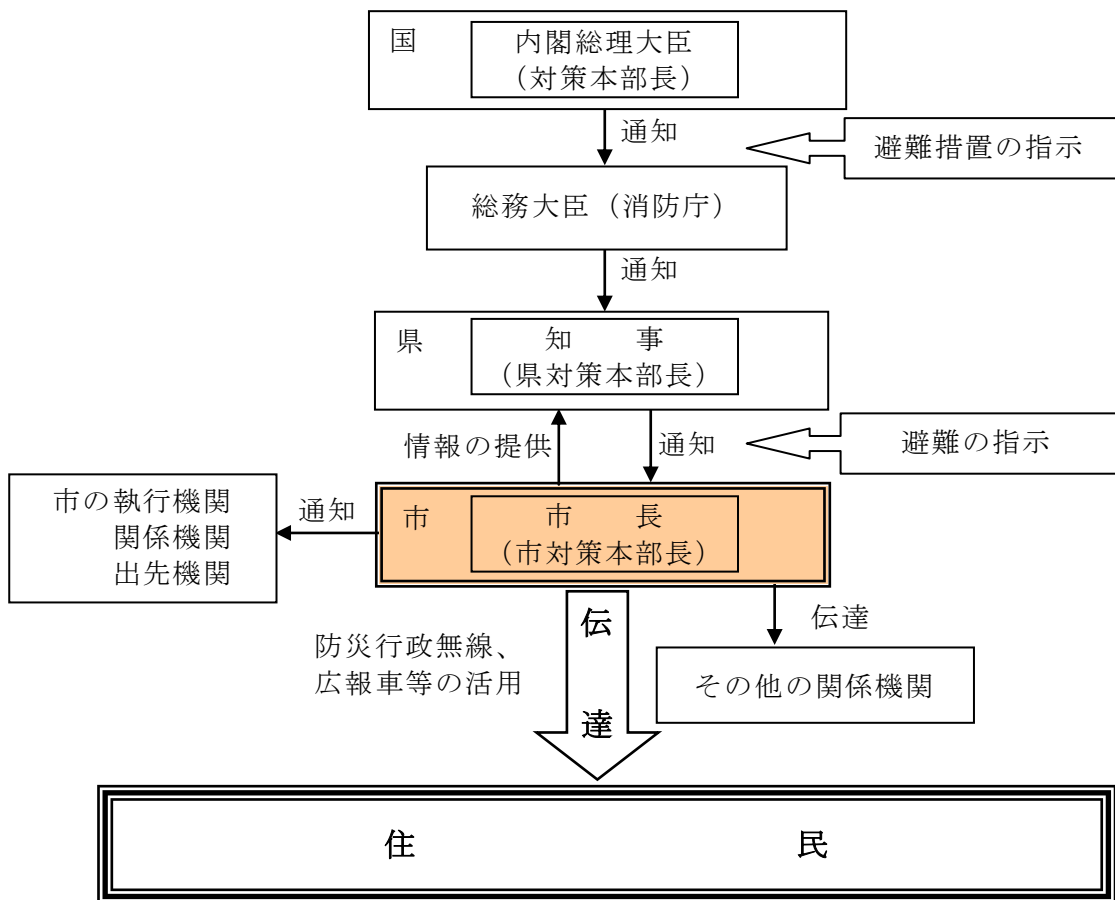 国
内閣総理大臣
（対策本部長）
通知
避難措置の指示
総務大臣（消防庁）
通知
県
知　　事
（県対策本部長）
情報の提供
通知
避難の指示
市の執行機関
関係機関
出先機関
通知
市
市　　長
（市対策本部長）
防災行政無線、
広報車等の活用
伝
達
伝達
その他の関係機関
住　　　　民